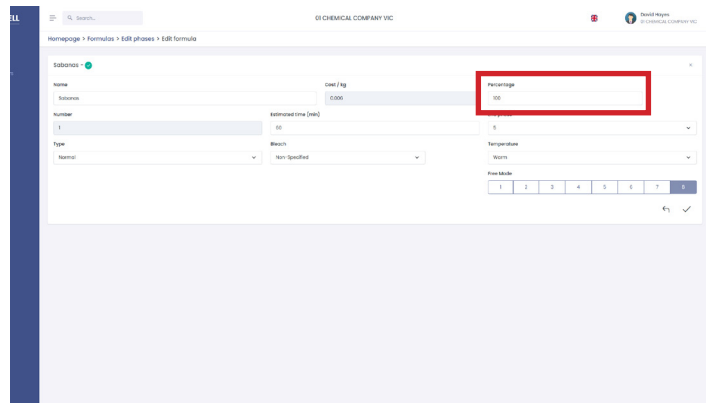 ELL
Search...
01 CHEMICAL COMPANY VIC
David Hayes
01 CHEMICAL COMPANY VIC
Homepage > Formulas > Edit phases > Edit formula
Sabanas -
Name
Cost / kg
Percentage
Sabanas
0.000
100
Number
Estimated time (min)
1
60
5
Type
Bleach
Temperature
Normal
Non-Specified
Warm
Free Mode
1 2 3 4 5 6 7 8